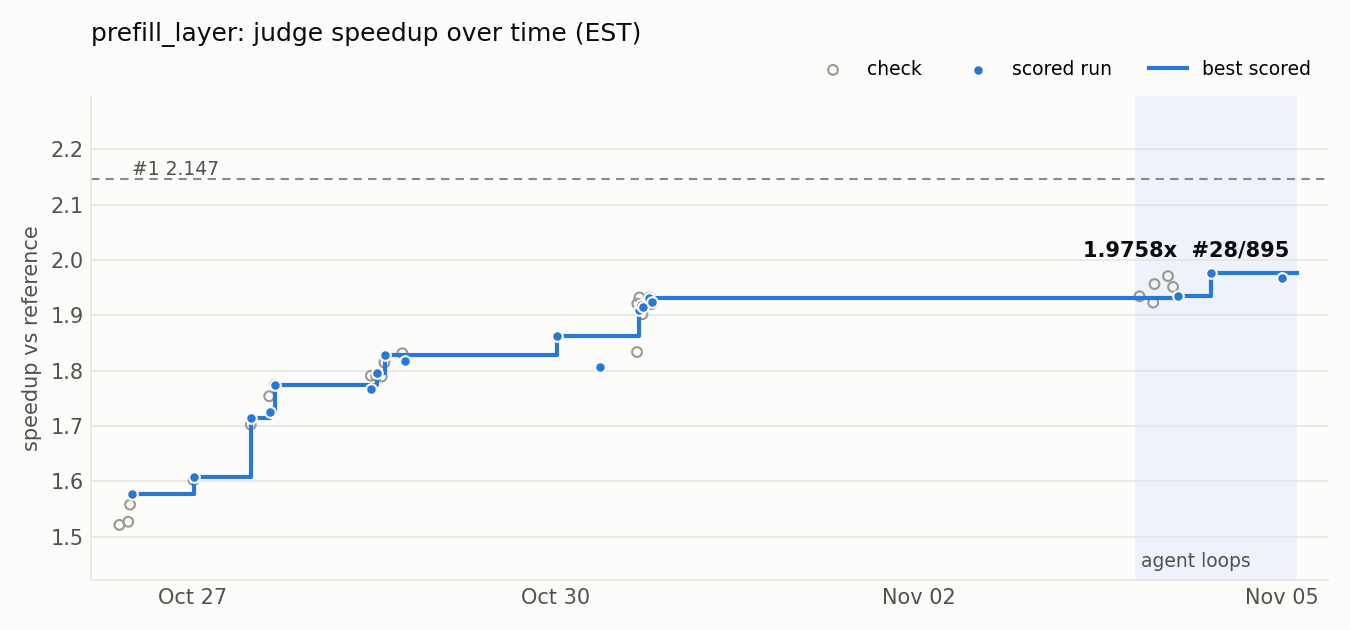 prefill_layer: judge speedup over time (EST)
check
scored run
best scored
speedup vs reference
2.2
#1 2.147
2.1
2.0
1.9758x #28/895
1.9
1.8
1.7
1.6
1.5
agent loops
Oct 27
Oct 30
Nov 02
Nov 05